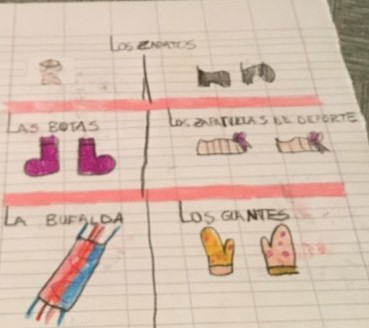 LOS ZAPATOS
LAS BOTAS
LOS ZAPATILLAS DE DEPORTE
LA BUFALDA
LOS GUANTES